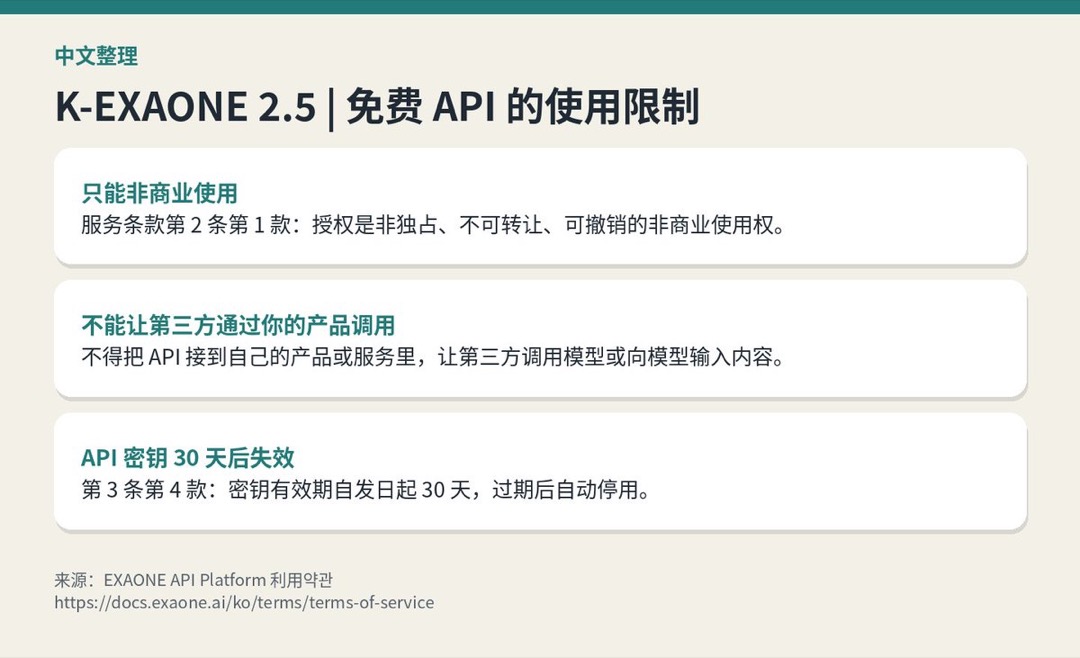 中文整理
K-EXAONE 2.5 | 免费 API 的使用限制
只能非商业使用
服务条款第 2 条第 1 款：授权是非独占、不可转让、可撤销的非商业使用权。
不能让第三方通过你的产品调用
不得把 API 接到自己的产品或服务里，让第三方调用模型或向模型输入内容。
API 密钥 30 天后失效
第 3 条第 4 款：密钥有效期自发日起 30 天，过期后自动停用。
来源：EXAONE API Platform 利用약관
https://docs.exaone.ai/ko/terms/terms-of-service